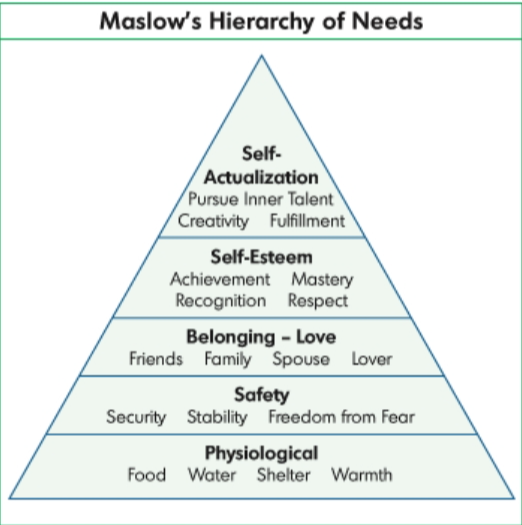 Maslow's Hierarchy of Needs
Self-
Actualization
Pursue Inner Talent
Creativity Fulfillment
Self-Esteem
Achievement Mastery
Recognition Respect
Belonging – Love
Friends Family Spouse Lover
Safety
Security Stability Freedom from Fear
Physiological
Food Water Shelter Warmth